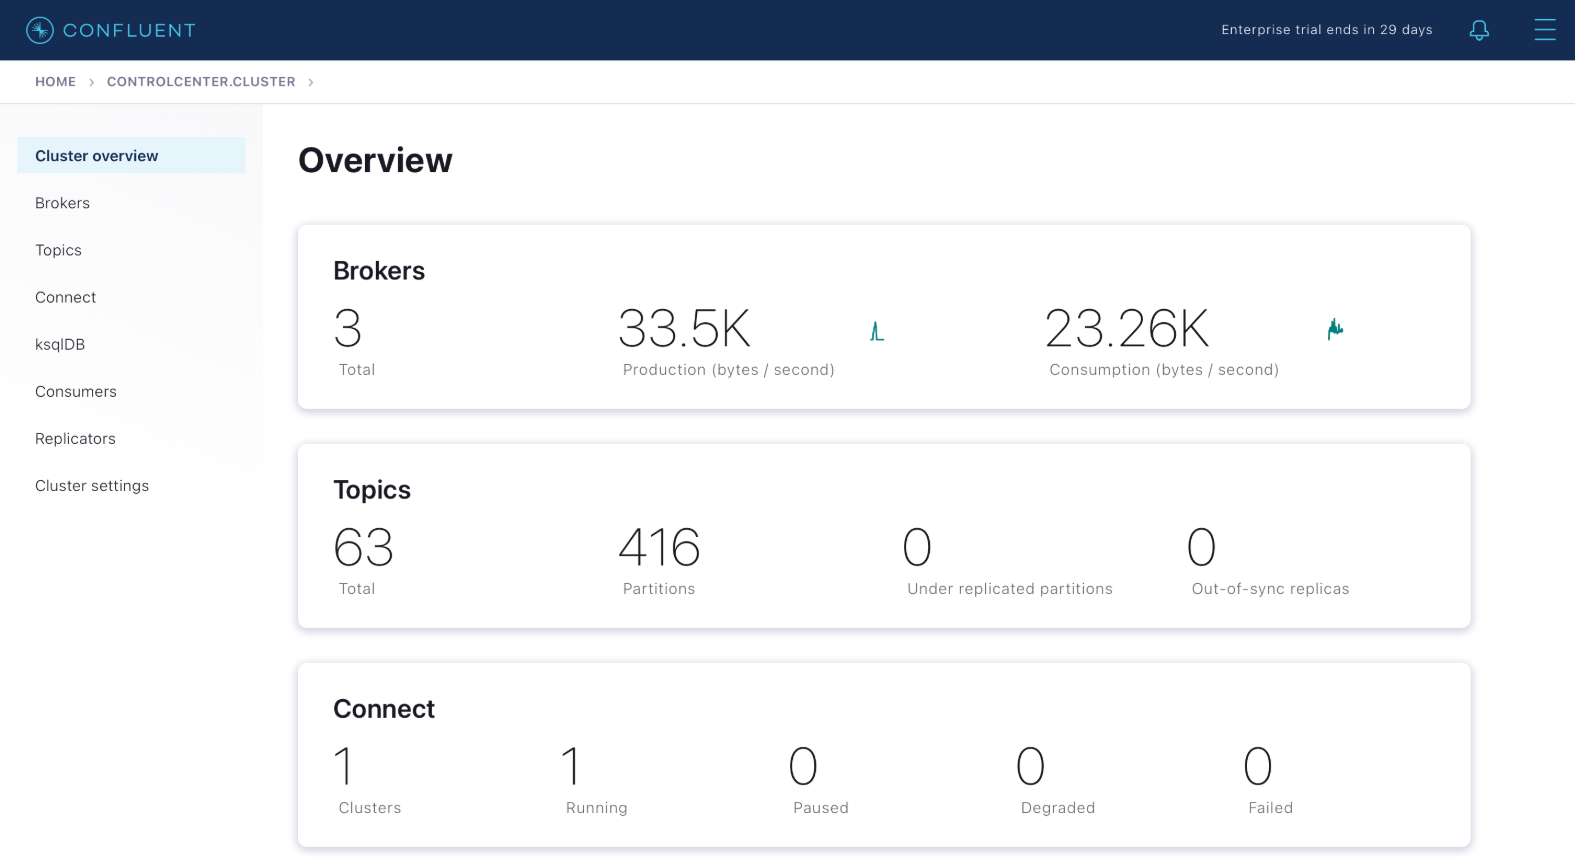 CONFLUENT
Enterprise trial ends in 29 days
HOME > CONTROLCENTER.CLUSTER >
Cluster overview
Brokers
Topics
Connect
ksqlDB
Consumers
Replicators
Cluster settings
Overview
Brokers
3 33.5K 23.26K
Total Production (bytes / second) Consumption (bytes / second)
Topics
63 416 0 0
Total Partitions Under replicated partitions Out-of-sync replicas
Connect
1 1 0 0 0
Clusters Running Paused Degraded Failed